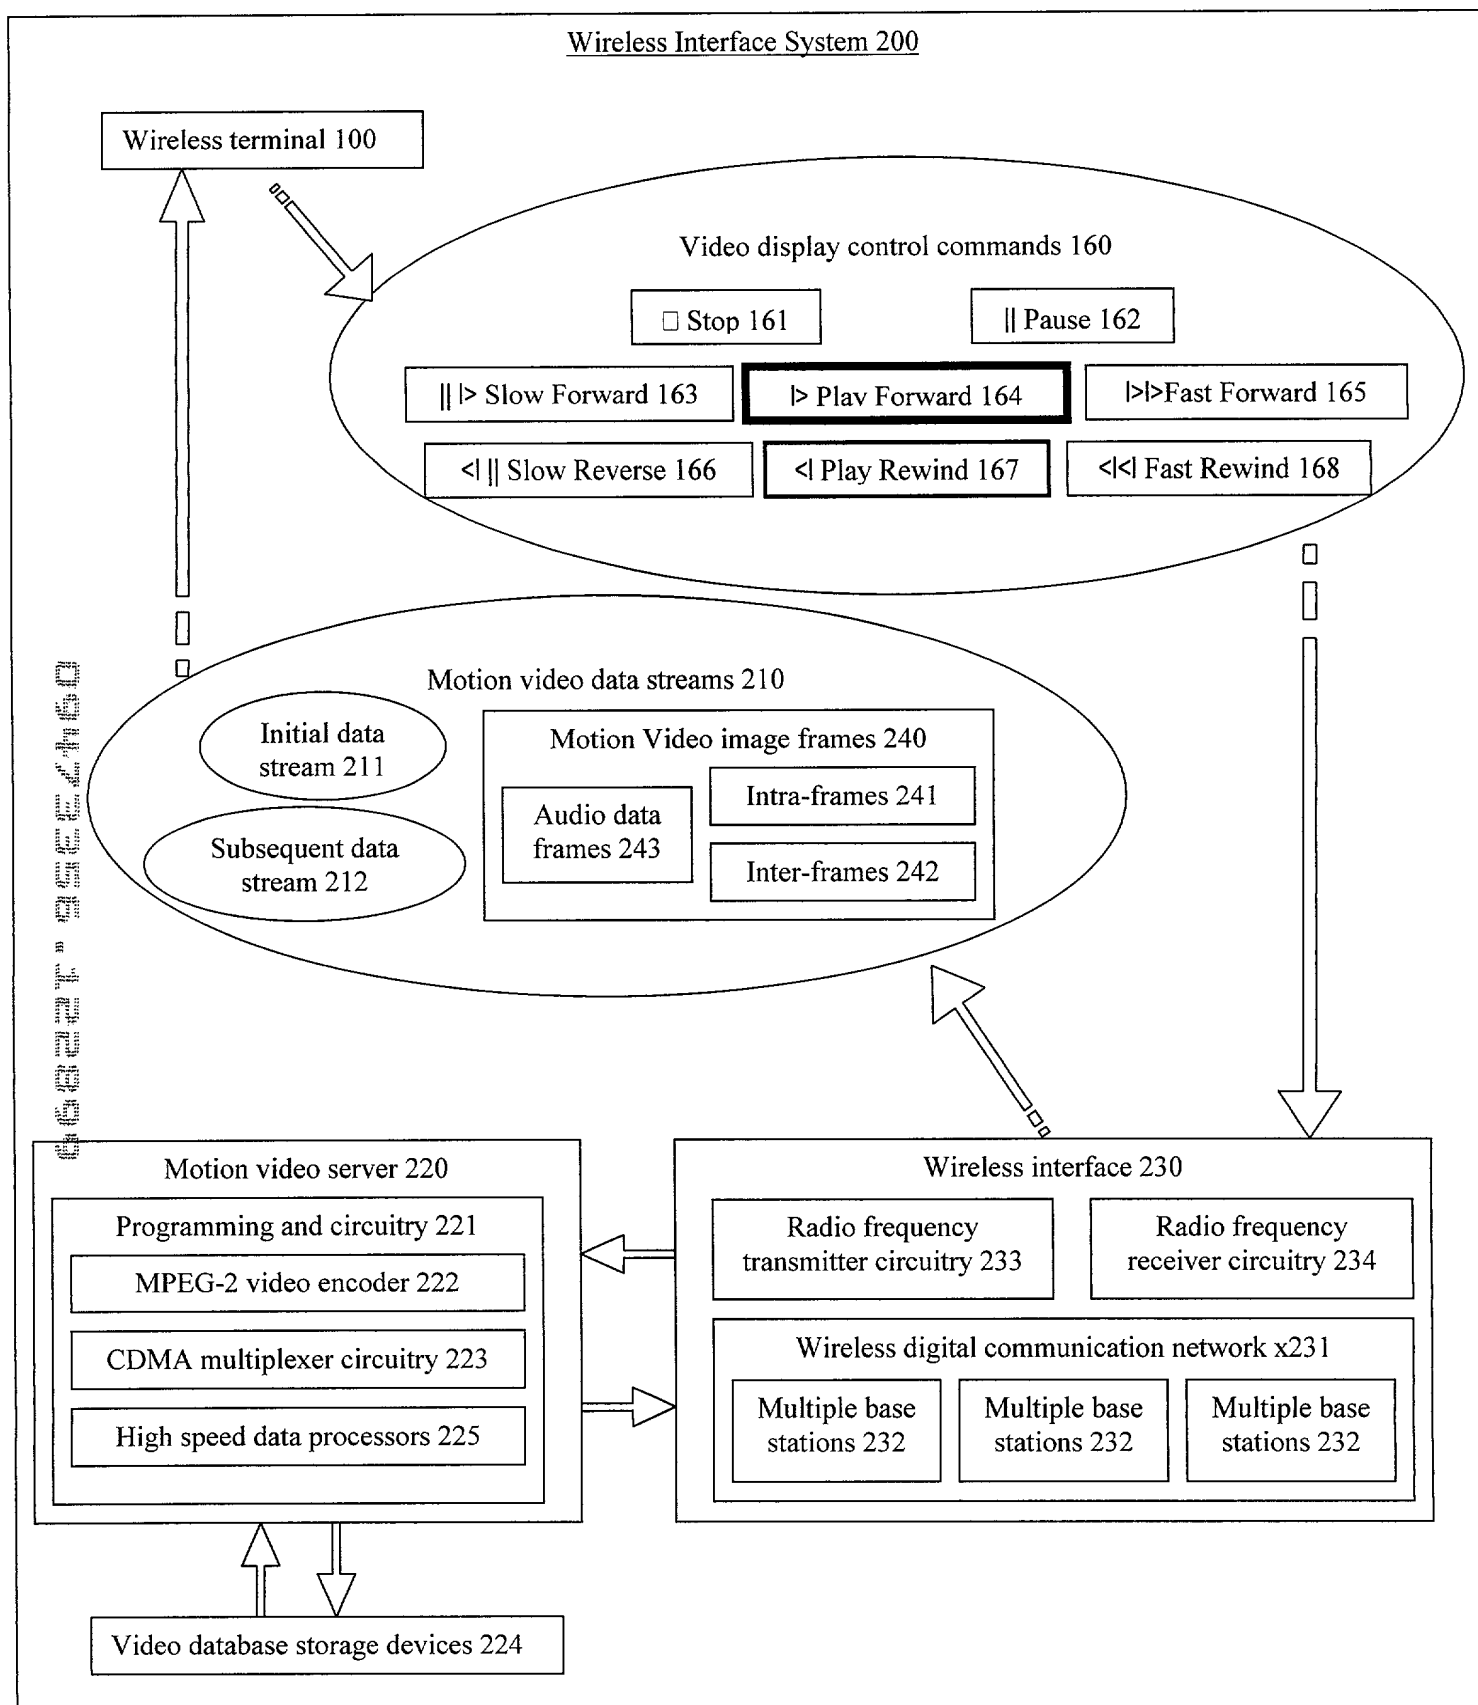 Wireless Interface System 200
Wireless terminal 100
Video display control commands 160
□ Stop 161
|| Pause 162
|| |> Slow Forward 163
|> Plav Forward 164
|>|>Fast Forward 165
<| || Slow Reverse 166
<| Play Rewind 167
<|<| Fast Rewind 168
Motion video data streams 210
Initial data
stream 211
Subsequent data
stream 212
Motion Video image frames 240
Audio data
frames 243
Intra-frames 241
Inter-frames 242
Motion video server 220
Programming and circuitry 221
MPEG-2 video encoder 222
CDMA multiplexer circuitry 223
High speed data processors 225
Wireless interface 230
Radio frequency
transmitter circuitry 233
Radio frequency
receiver circuitry 234
Wireless digital communication network x231
Multiple base
stations 232
Multiple base
stations 232
Multiple base
stations 232
Video database storage devices 224